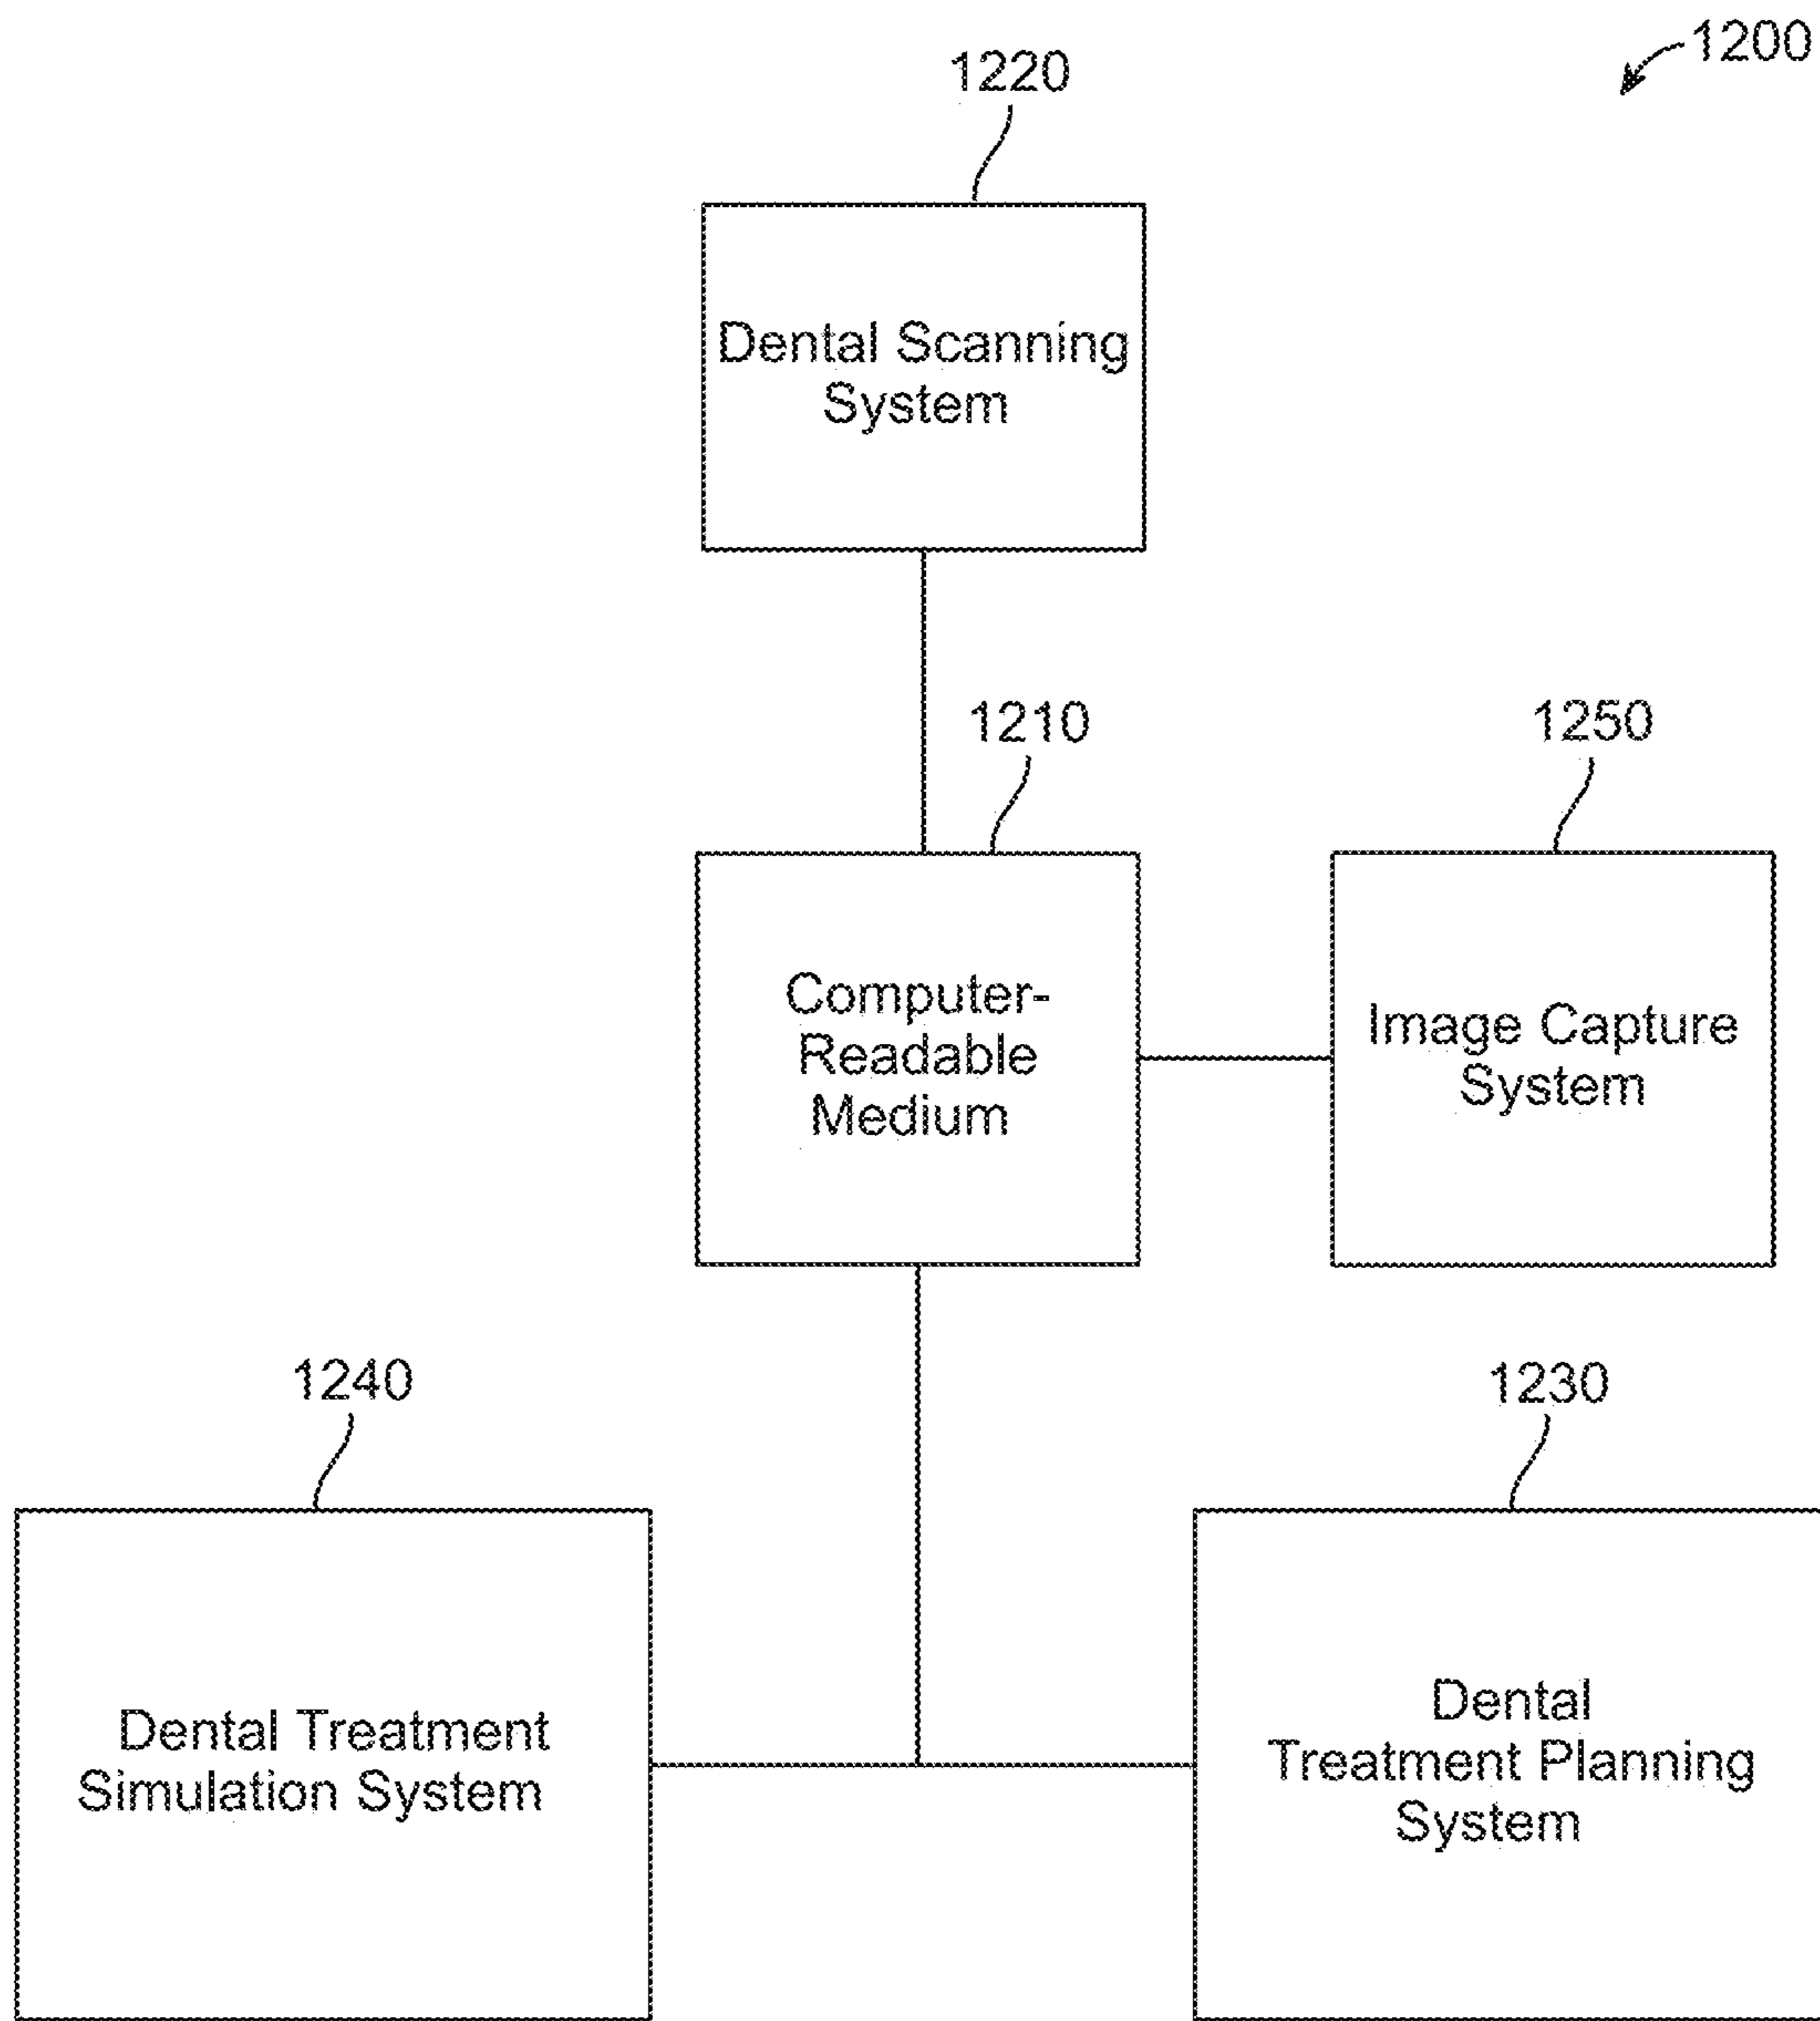 1200
1220
Dental Scanning
System
1210
1250
Computer-
Readable
Medium
Image Capture
System
1240
1230
Dental Treatment
Simulation System
Dental
Treatment Planning
System